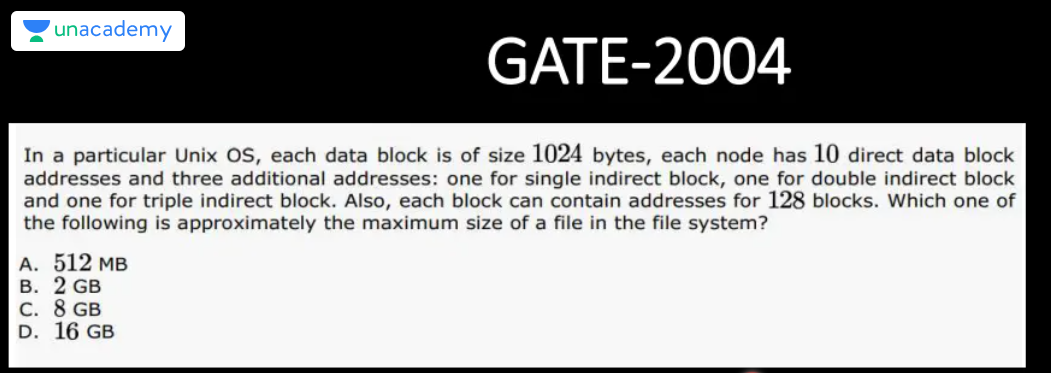 unacademy
GATE-2004
In a particular Unix OS, each data block is of size 1024 bytes, each node has 10 direct data block
addresses and three additional addresses: one for single indirect block, one for double indirect block
and one for triple indirect block. Also, each block can contain addresses for 128 blocks. Which one of
the following is approximately the maximum size of a file in the file system?
A. 512 MB
B. 2 GB
C. 8 GB
D. 16 GB